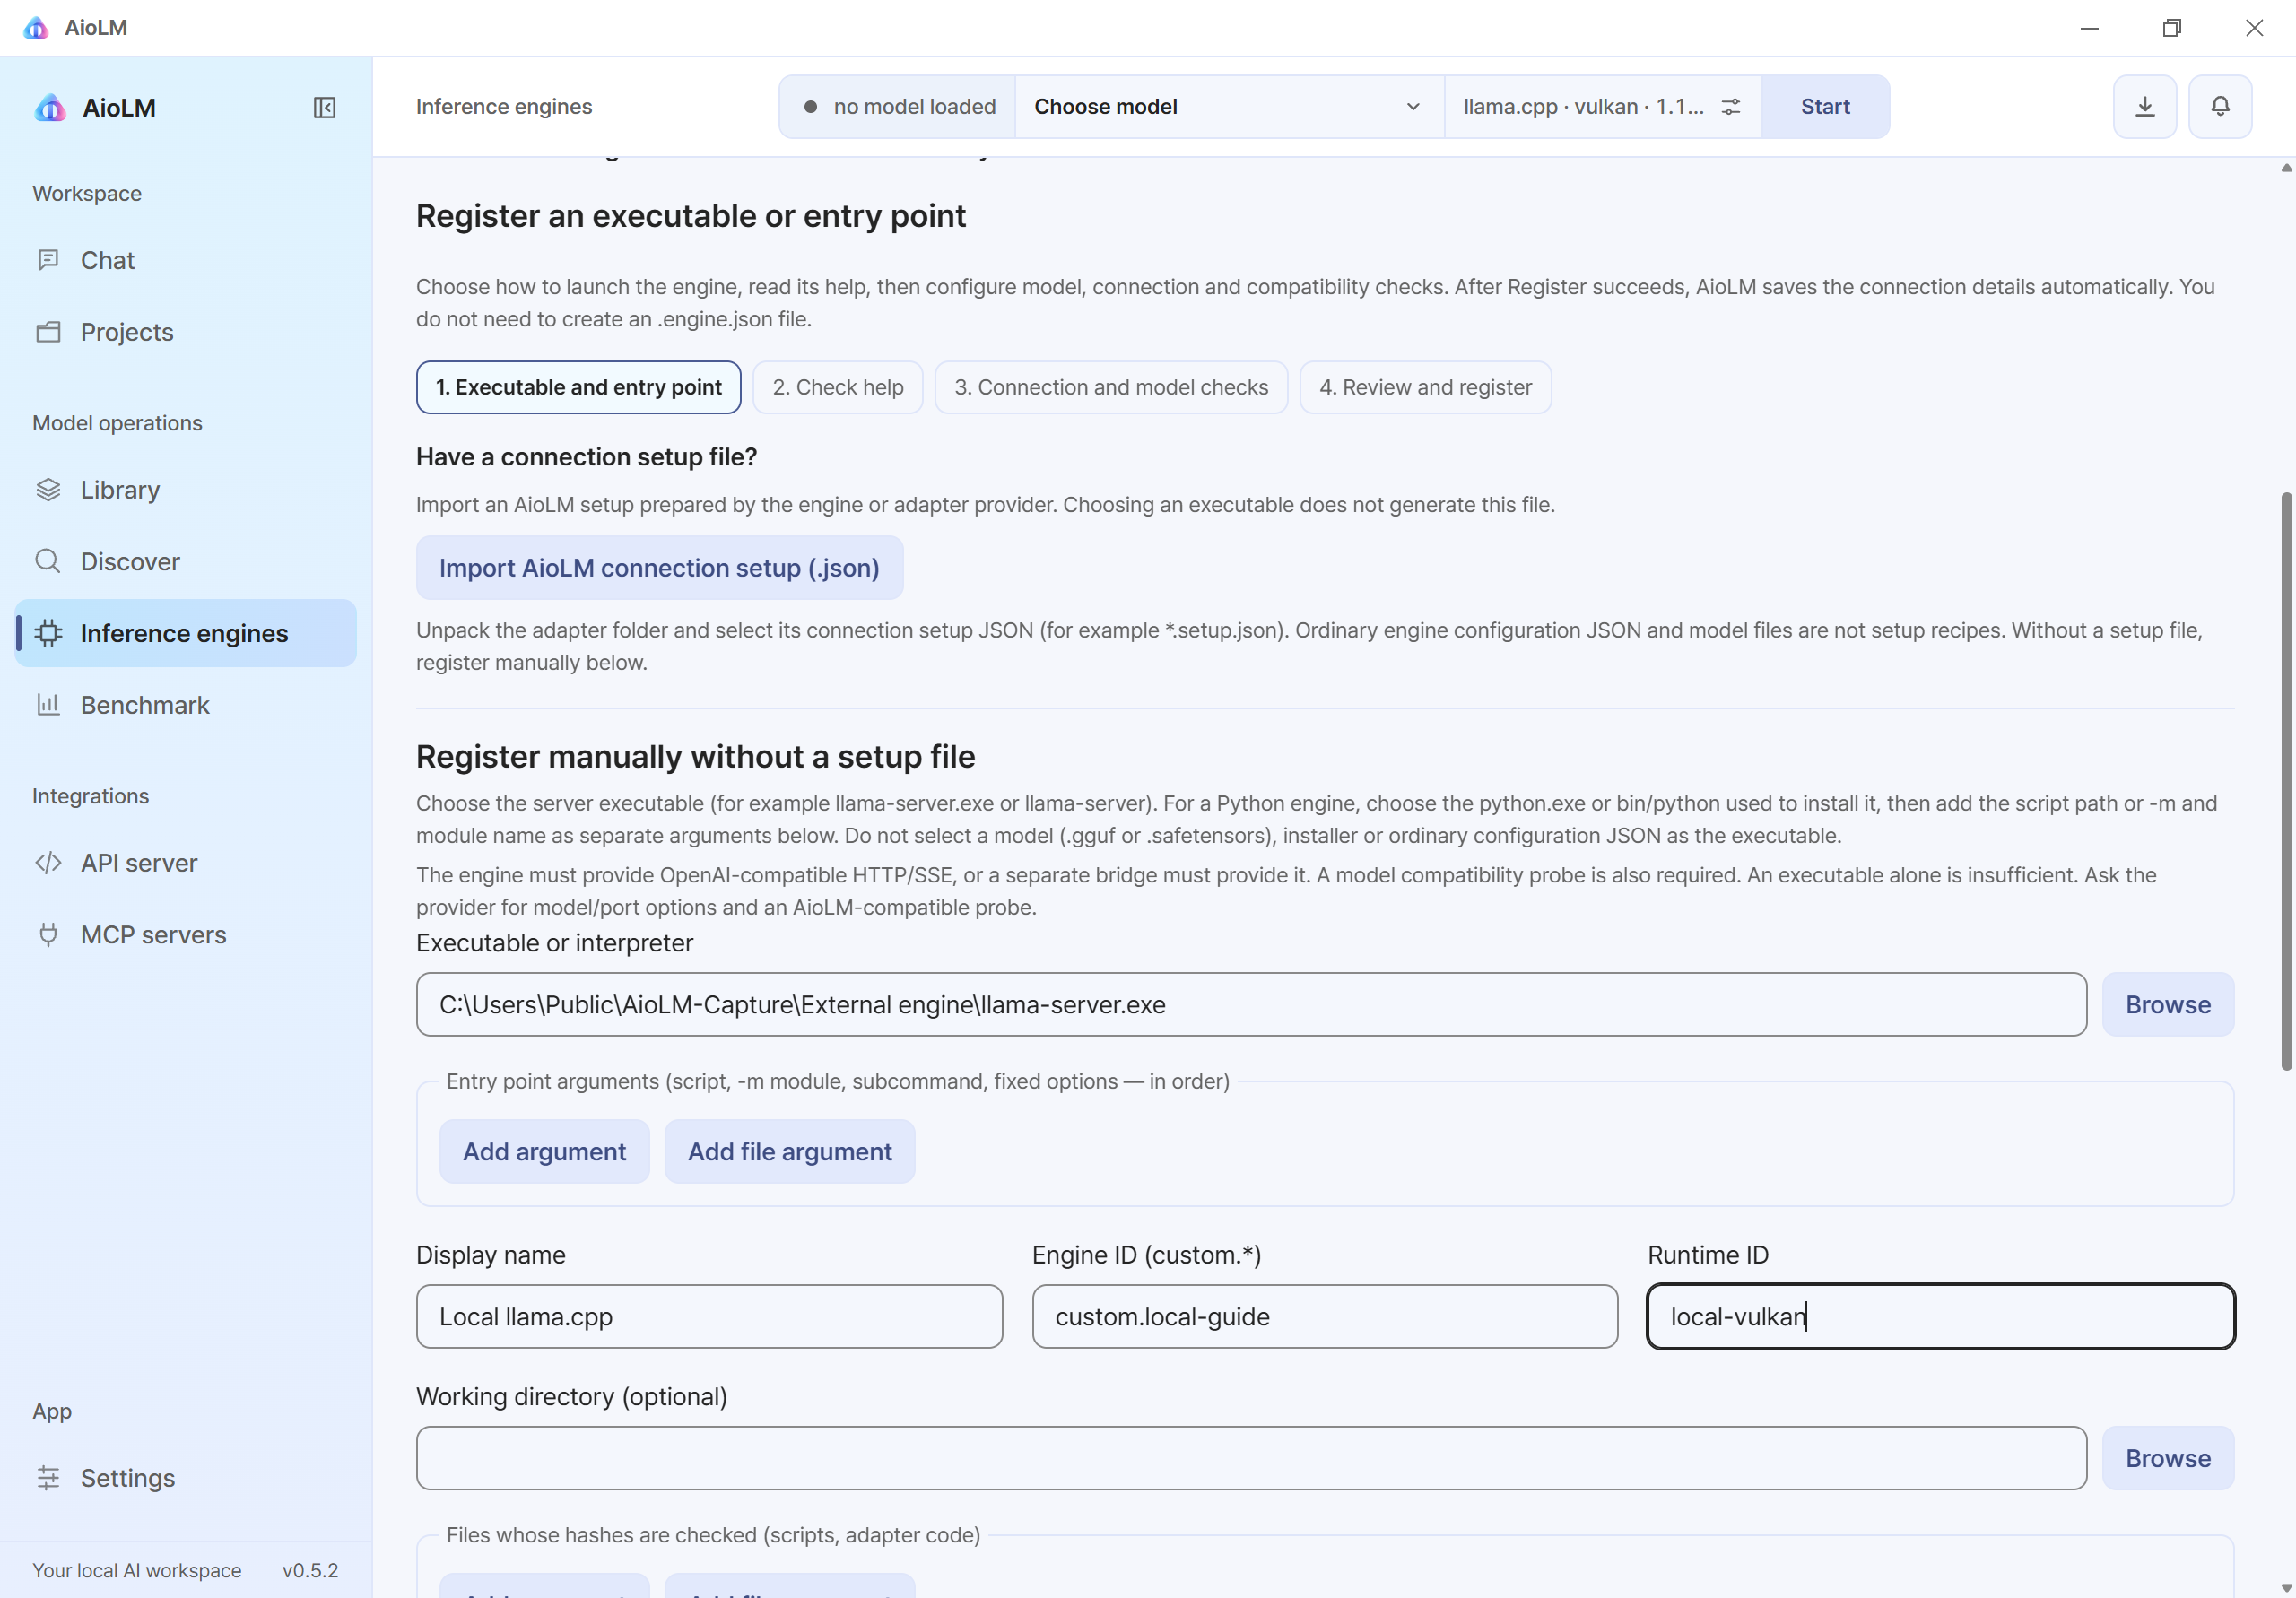 AioLM
AioLM
Workspace
Chat
Projects
Model operations
Library
Discover
Inference engines
Benchmark
Integrations
API server
MCP servers
App
Settings
Your local AI workspace v0.5.2
Inference engines
no model loaded
Choose model
llama.cpp · vulkan · 1.1...
Start
Register an executable or entry point
Choose how to launch the engine, read its help, then configure model, connection and compatibility checks. After Register succeeds, AioLM saves the connection details automatically. You
do not need to create an .engine.json file.
1. Executable and entry point
2. Check help
3. Connection and model checks
4. Review and register
Have a connection setup file?
Import an AioLM setup prepared by the engine or adapter provider. Choosing an executable does not generate this file.
Import AioLM connection setup (.json)
Unpack the adapter folder and select its connection setup JSON (for example *.setup.json). Ordinary engine configuration JSON and model files are not setup recipes. Without a setup file,
register manually below.
Register manually without a setup file
Choose the server executable (for example llama-server.exe or llama-server). For a Python engine, choose the python.exe or bin/python used to install it, then add the script path or -m and
module name as separate arguments below. Do not select a model (.gguf or .safetensors), installer or ordinary configuration JSON as the executable.
The engine must provide OpenAI-compatible HTTP/SSE, or a separate bridge must provide it. A model compatibility probe is also required. An executable alone is insufficient. Ask the
provider for model/port options and an AioLM-compatible probe.
Executable or interpreter
C:\Users\Public\AioLM-Capture\External engine\llama-server.exe
Browse
Entry point arguments (script, -m module, subcommand, fixed options — in order)
Add argument
Add file argument
Display name
Engine ID (custom.*)
Runtime ID
Local llama.cpp
custom.local-guide
local-vulkan
Working directory (optional)
Browse
Files whose hashes are checked (scripts, adapter code)